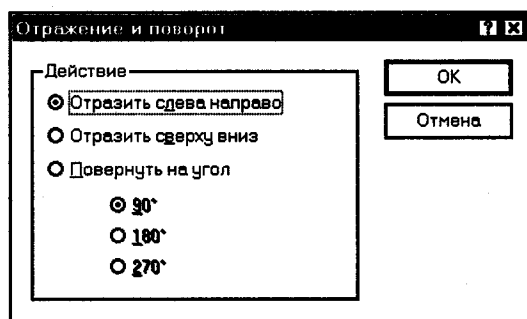 Отражение и поворот
Действие
Отразить слева направо
Отразить сверху вниз
Повернуть на угол
90°
180°
270°
OK
Отмена